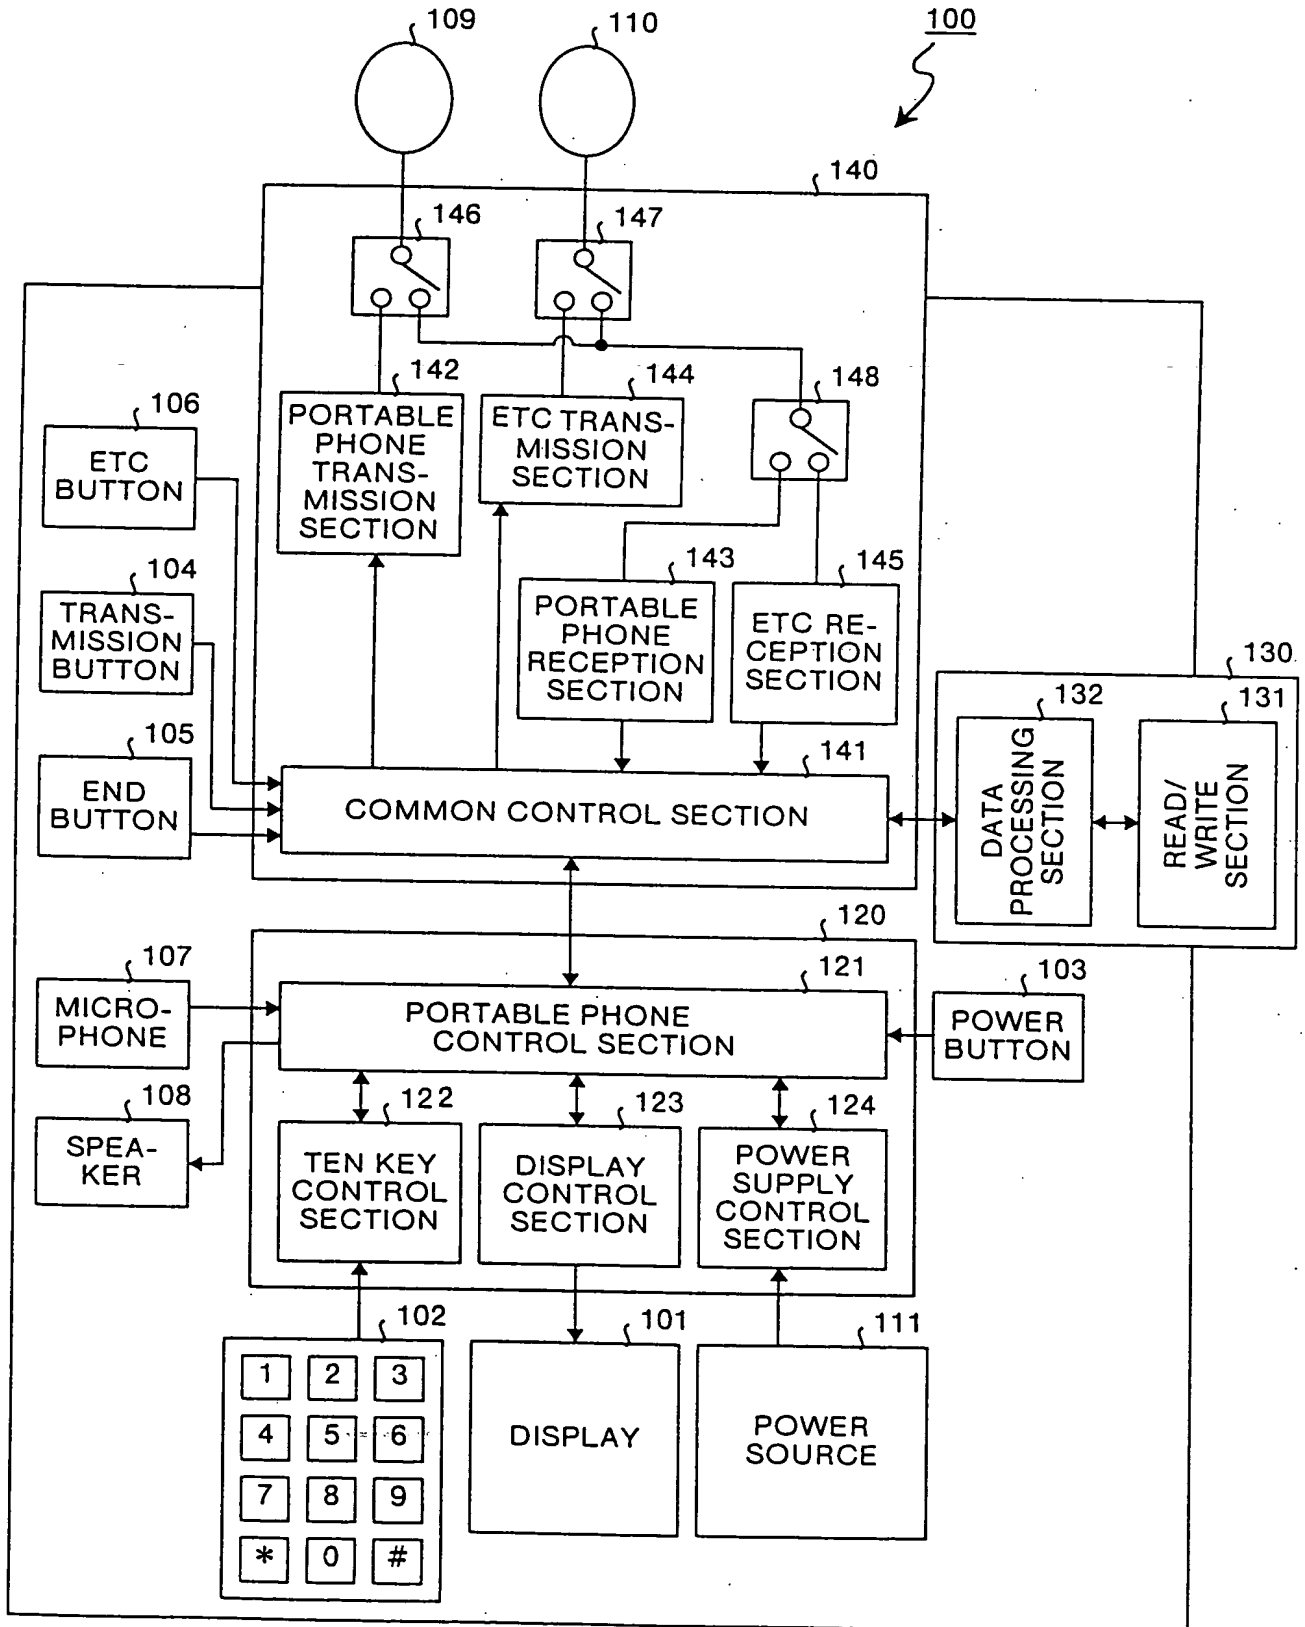 109
110
100
140
146
147
142
144
148
PORTABLE
PHONE
TRANS-
MISSION
SECTION
ETC TRANS-
MISSION
SECTION
106
ETC
BUTTON
143
145
104
TRANS-
MISSION
BUTTON
PORTABLE
PHONE
RECEPTION
SECTION
ETC RE-
CEPTION
SECTION
130
132
131
DATA
PROCESSING
SECTION
READ/
WRITE
SECTION
105
END
BUTTON
141
COMMON CONTROL SECTION
120
107
MICRO-
PHONE
121
PORTABLE PHONE
CONTROL SECTION
103
POWER
BUTTON
108
SPEA-
KER
122
123
124
TEN KEY
CONTROL
SECTION
DISPLAY
CONTROL
SECTION
POWER
SUPPLY
CONTROL
SECTION
102
101
111
1 2 3
4 5 6
7 8 9
* 0 #
DISPLAY
POWER
SOURCE